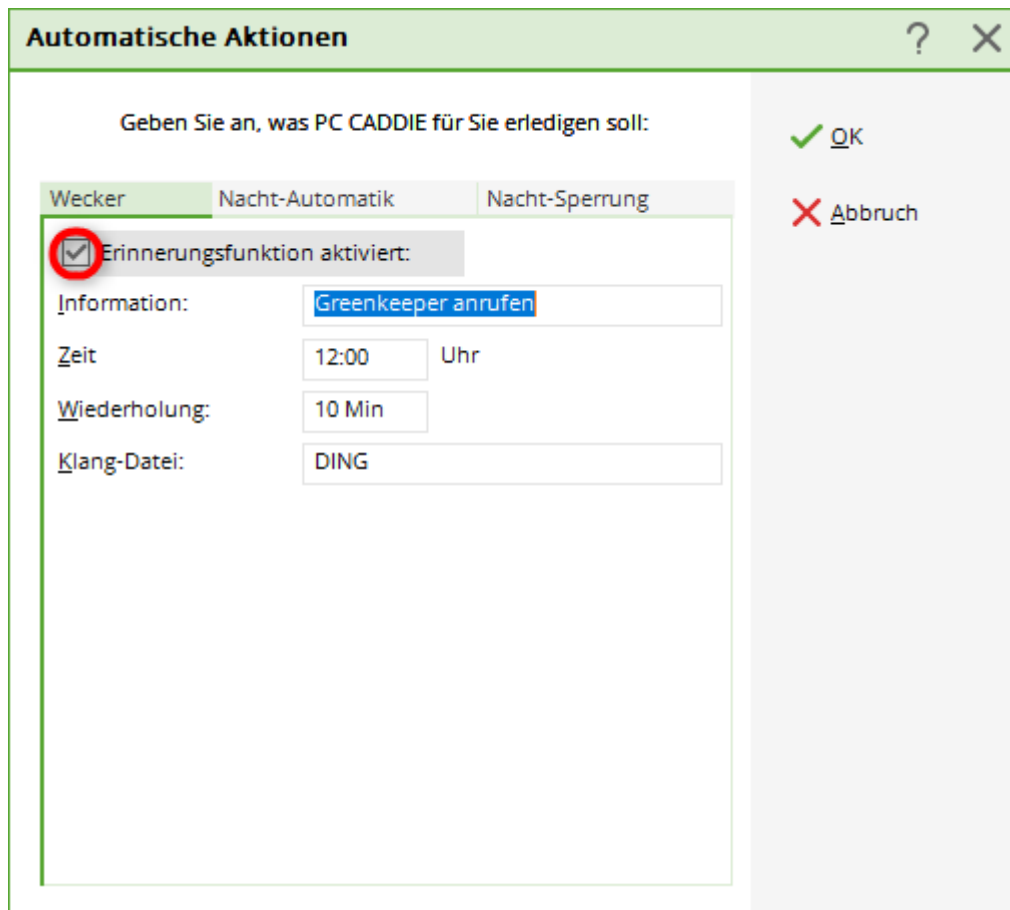 Automatische Aktionen
Geben Sie an, was PC CADDIE für Sie erledigen soll:
OK
Abbruch
Wecker Nacht-Automatik Nacht-Sperrung
Erinnerungsfunktion aktiviert:
Information: Greenkeeper anrufen
Zeit 12:00 Uhr
Wiederholung: 10 Min
Klang-Datei: DING